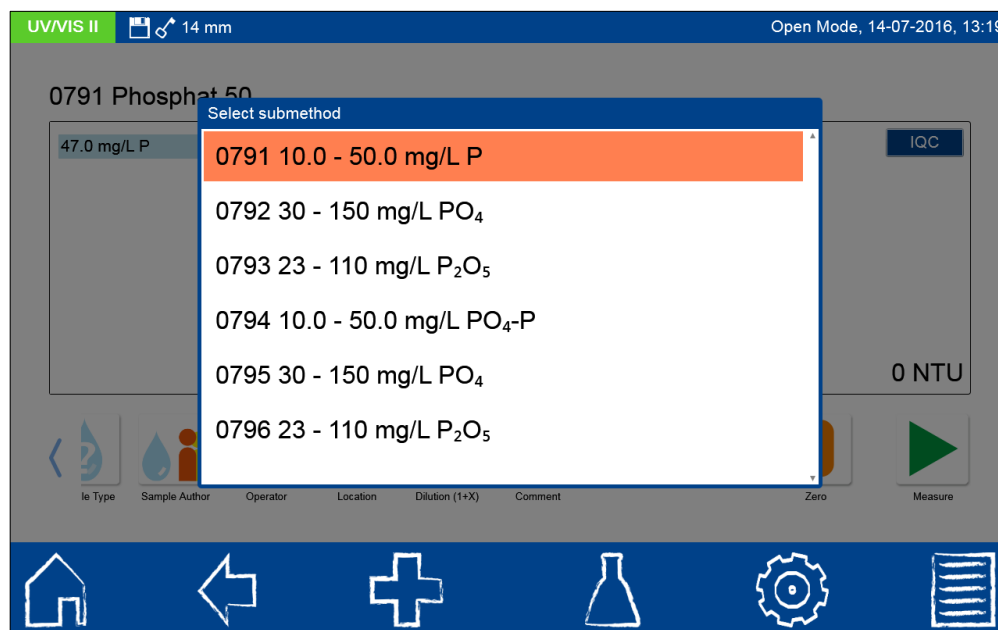 UV/VIS II 14 mm Open Mode, 14-07-2016, 13:19
0791 Phosphat 50
Select submethod
47.0 mg/L P
IQC
0791 10.0 - 50.0 mg/L P
0792 30 - 150 mg/L PO₄
0793 23 - 110 mg/L P₂O₅
0794 10.0 - 50.0 mg/L PO₄-P
0795 30 - 150 mg/L PO₄
0 NTU
0796 23 - 110 mg/L P₂O₅
le Type Sample Author Operator Location Dilution (1+X) Comment Zero Measure